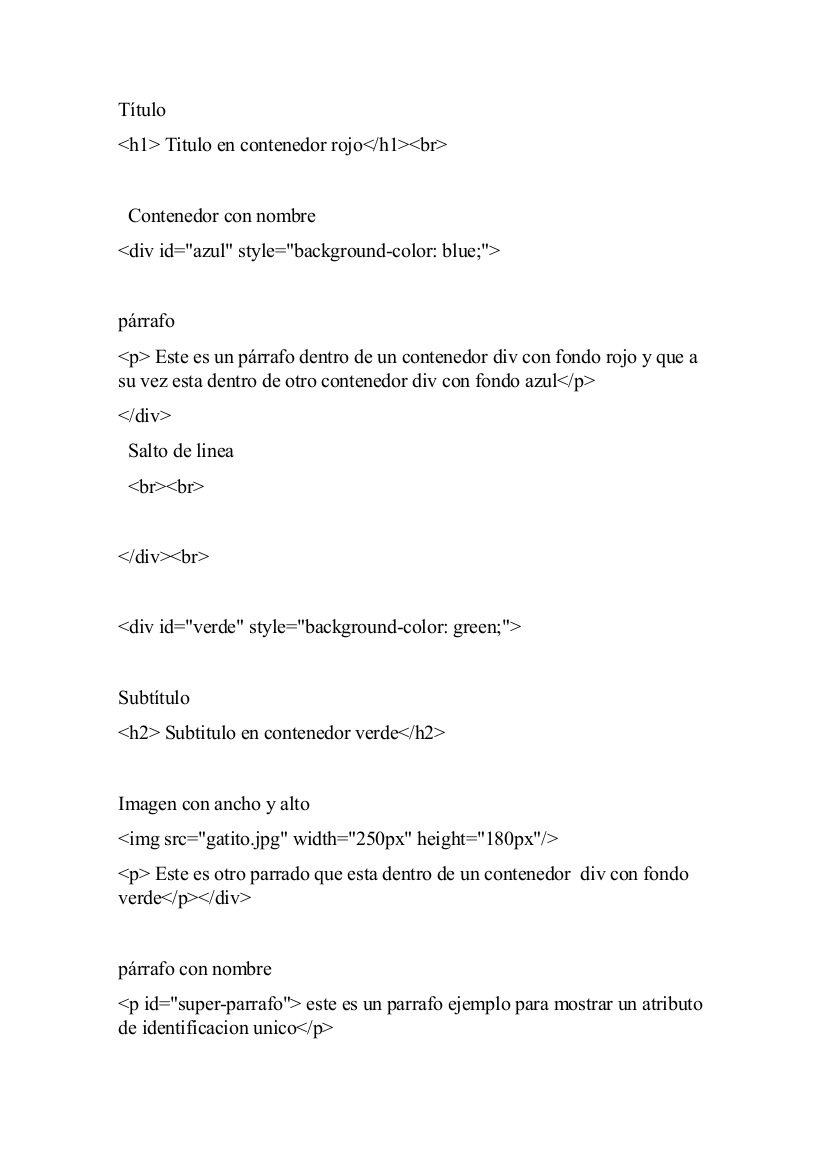 Título
<h1> Titulo en contenedor rojo</h1><br>
Contenedor con nombre
<div id="azul" style="background-color: blue;">
párrafo
<p> Este es un párrafo dentro de un contenedor div con fondo rojo y que a
su vez esta dentro de otro contenedor div con fondo azul</p>
</div>
Salto de linea
<br><br>
</div><br>
<div id="verde" style="background-color: green;">
Subtítulo
<h2> Subtitulo en contenedor verde</h2>
Imagen con ancho y alto
<img src="gatito.jpg" width="250px" height="180px"/>
<p> Este es otro parrado que esta dentro de un contenedor  div con fondo
verde</p></div>
párrafo con nombre
<p id="super-parrafo"> este es un parrafo ejemplo para mostrar un atributo
de identificacion unico</p>